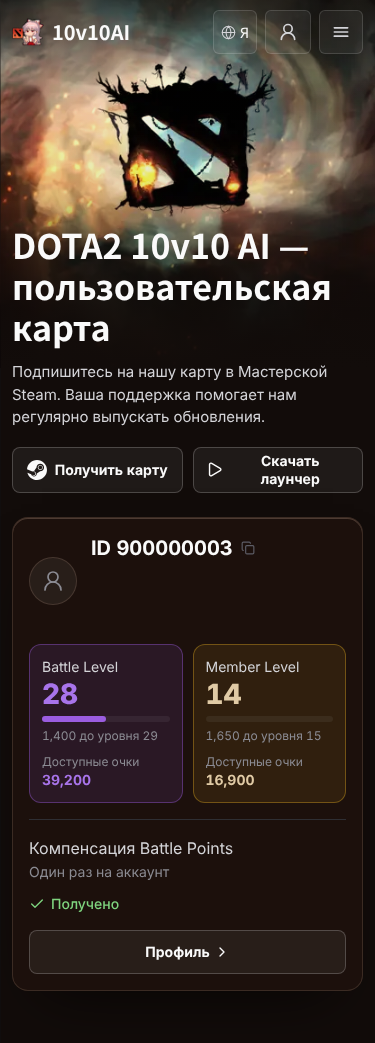 10v10AI
Я
DOTA2 10v10 AI —
пользовательская
карта
Подпишитесь на нашу карту в Мастерской
Steam. Ваша поддержка помогает нам
регулярно выпускать обновления.
Получить карту
Скачать
лаунчер
ID 900000003
Battle Level
28
1,400 до уровня 29
Доступные очки
39,200
Member Level
14
1,650 до уровня 15
Доступные очки
16,900
Компенсация Battle Points
Один раз на аккаунт
Получено
Профиль